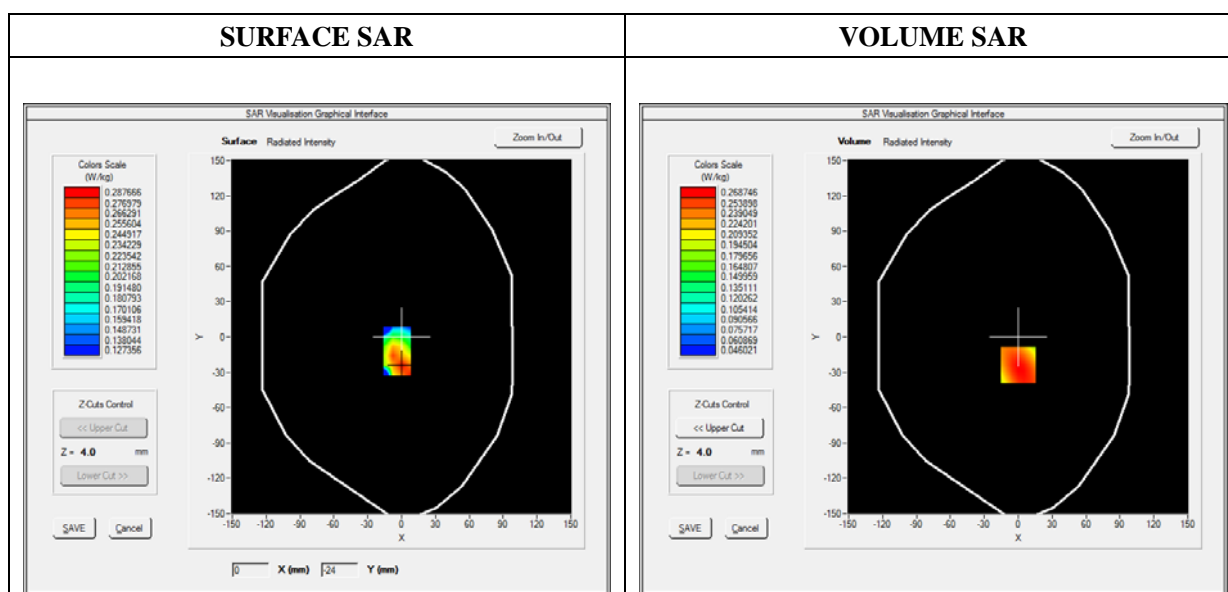 SURFACE SAR
VOLUME SAR
SAR Visualisation Graphical Interface
Surface Radiated Intensity
Zoom In/Out
Colors Scale
(W/kg)
0.287666
0.276979
0.266291
0.255604
0.244917
0.234229
0.223542
0.212855
0.202168
0.191480
0.180793
0.170106
0.159418
0.148731
0.138044
0.127356
150
120
90
60
30
0
-30
-60
-90
-120
-150
Y
-150 -120 -90 -60 -30 0 30 60 90 120 150
X
Z-Cuts Control
<< Upper Cut
Z = 4.0 mm
Lower Cut >>
SAVE Cancel
0 X (mm) -24 Y (mm)
SAR Visualisation Graphical Interface
Volume Radiated Intensity
Zoom In/Out
Colors Scale
(W/kg)
0.268746
0.253898
0.239049
0.224201
0.209352
0.194504
0.179656
0.164807
0.149959
0.135111
0.120262
0.105414
0.090566
0.075717
0.060869
0.046021
150
120
90
60
30
0
-30
-60
-90
-120
-150
Y
-150 -120 -90 -60 -30 0 30 60 90 120 150
X
Z-Cuts Control
<< Upper Cut
Z = 4.0 mm
Lower Cut >>
SAVE Cancel